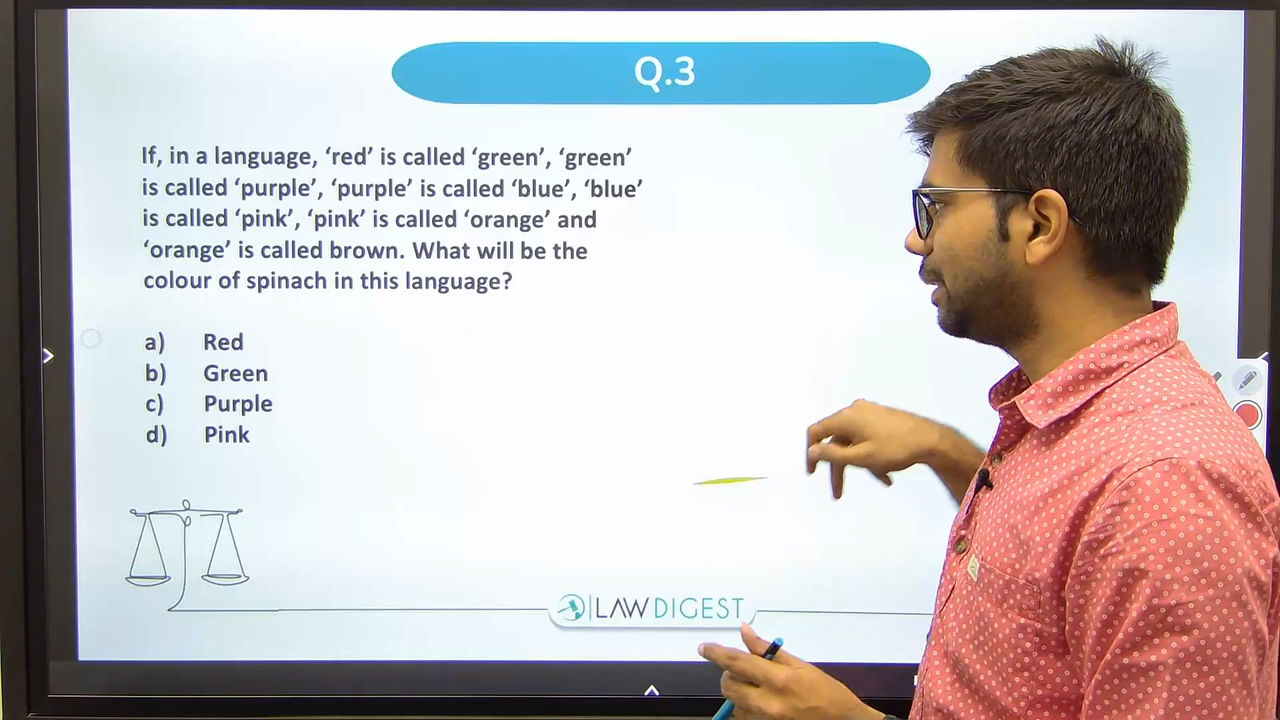 Q.3
If, in a language, ‘red’ is called ‘green’, ‘green’
is called ‘purple’, ‘purple’ is called ‘blue’, ‘blue’
is called ‘pink’, ‘pink’ is called ‘orange’ and
‘orange’ is called brown. What will be the
colour of spinach in this language?
a) Red
b) Green
c) Purple
d) Pink
LAWDIGEST